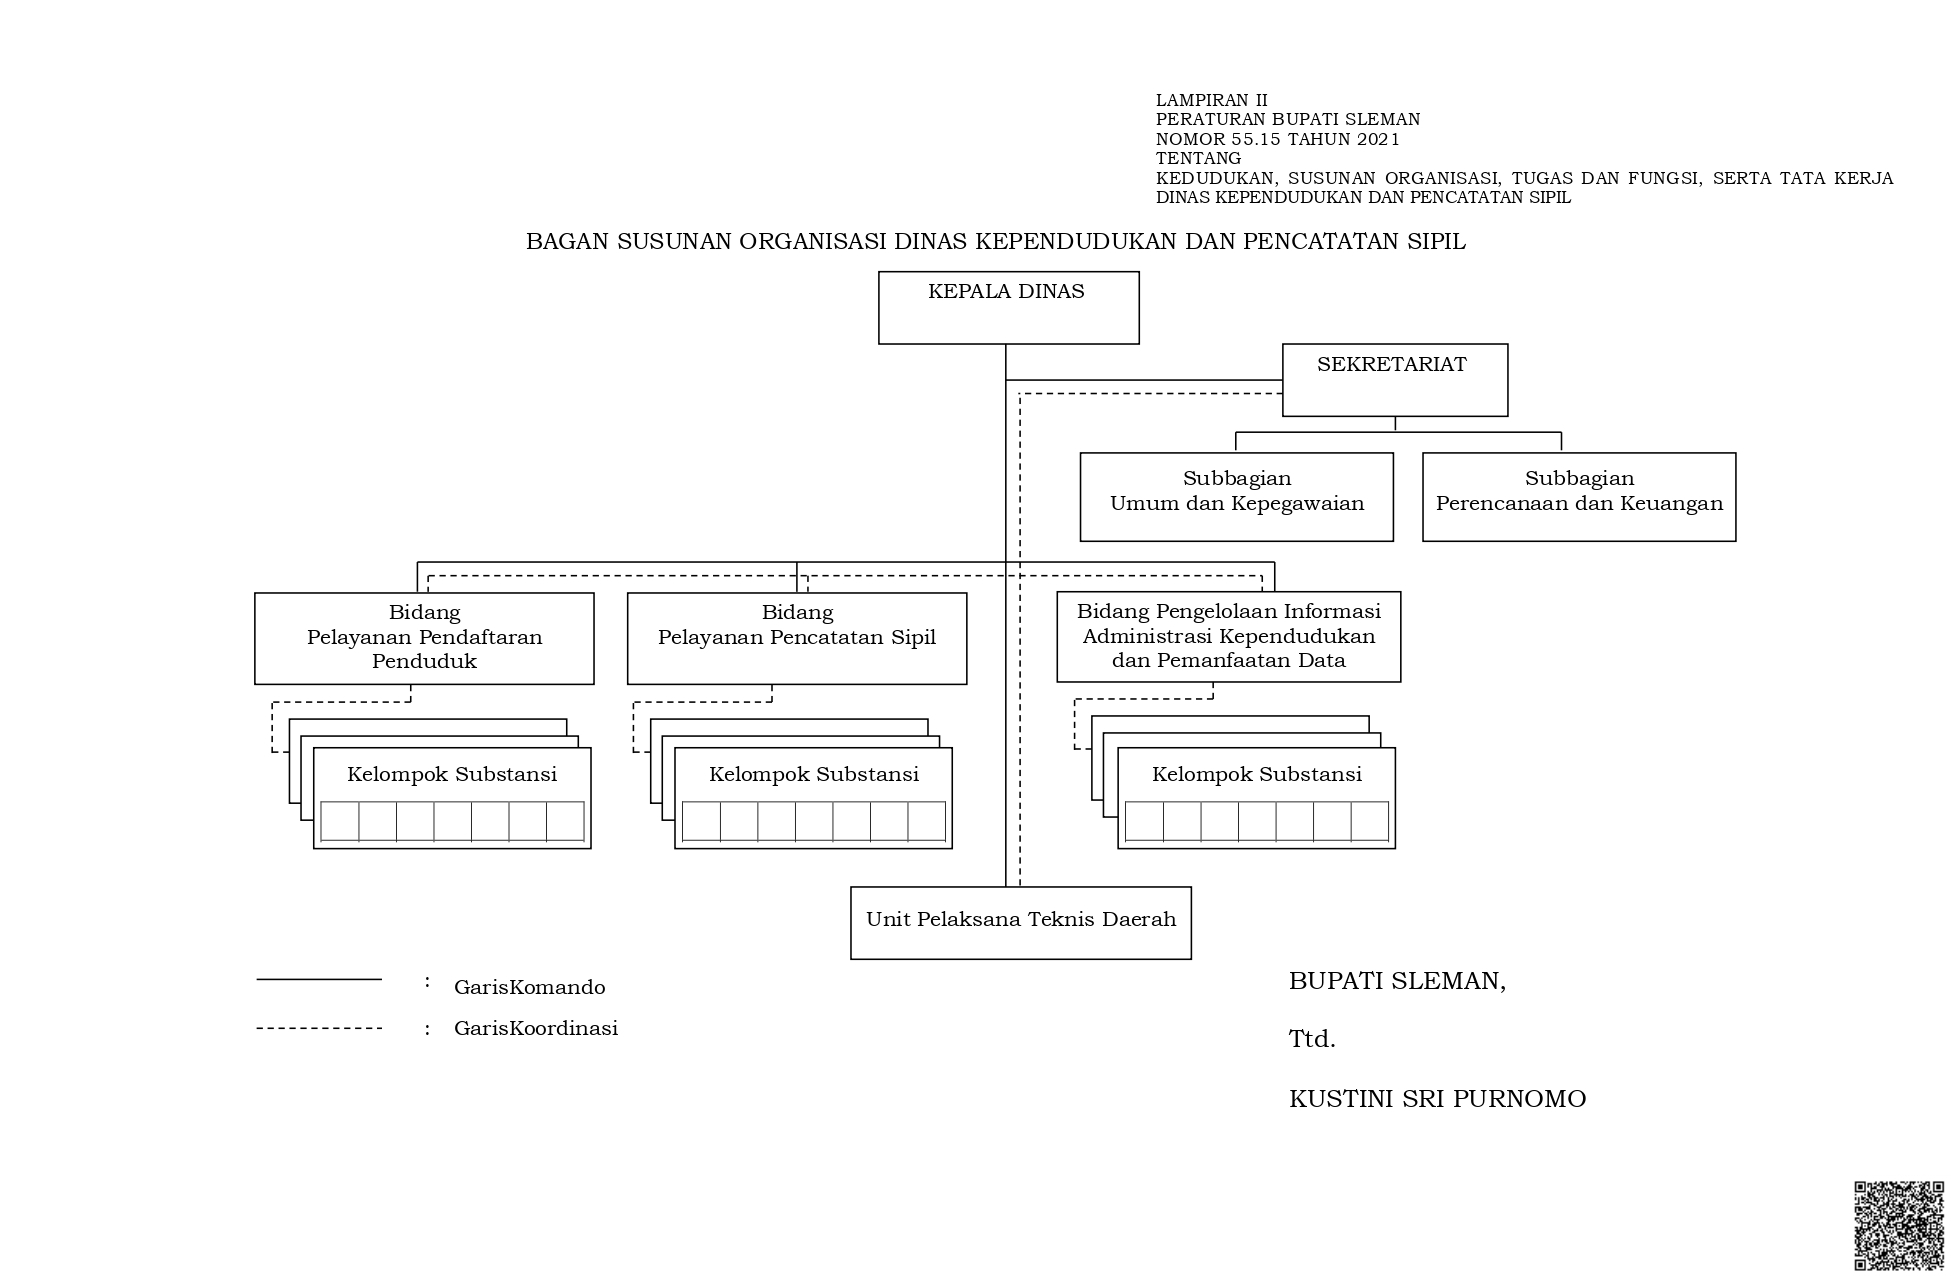 LAMPIRAN II
PERATURAN BUPATI SLEMAN
NOMOR 55.15 TAHUN 2021
TENTANG
KEDUDUKAN, SUSUNAN ORGANISASI, TUGAS DAN FUNGSI, SERTA TATA KERJA
DINAS KEPENDUDUKAN DAN PENCATATAN SIPIL
BAGAN SUSUNAN ORGANISASI DINAS KEPENDUDUKAN DAN PENCATATAN SIPIL
KEPALA DINAS
SEKRETARIAT
Subbagian
Umum dan Kepegawaian
Subbagian
Perencanaan dan Keuangan
Bidang
Pelayanan Pendaftaran
Penduduk
Bidang
Pelayanan Pencatatan Sipil
Bidang Pengelolaan Informasi
Administrasi Kependudukan
dan Pemanfaatan Data
Kelompok Substansi
Kelompok Substansi
Kelompok Substansi
Unit Pelaksana Teknis Daerah
: GarisKomando
: GarisKoordinasi
BUPATI SLEMAN,
Ttd.
KUSTINI SRI PURNOMO